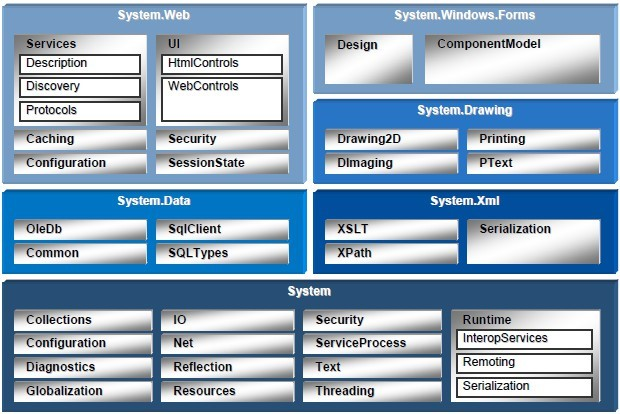 System.Web
Services
Description
Discovery
Protocols
UI
HtmlControls
WebControls
Caching
Security
Configuration
SessionState
System.Windows.Forms
Design
ComponentModel
System.Drawing
Drawing2D
Printing
DImaging
PText
System.Data
OleDb
SqlClient
Common
SQLTypes
System.Xml
XSLT
Serialization
XPath
System
Collections
IO
Security
Configuration
Net
ServiceProcess
Diagnostics
Reflection
Text
Globalization
Resources
Threading
Runtime
InteropServices
Remoting
Serialization